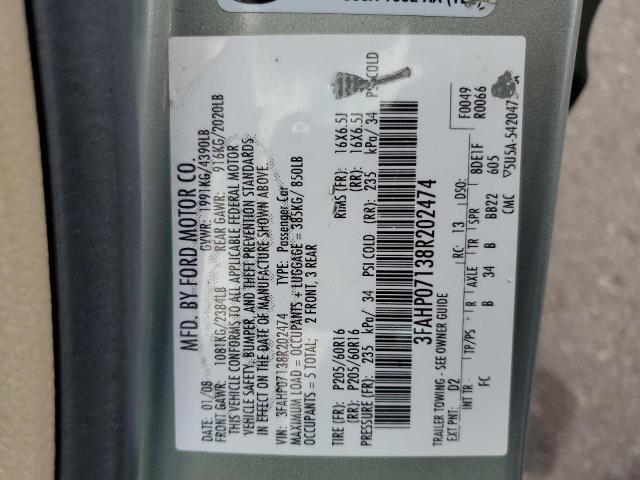 MFD. BY FORD MOTOR CO.
DATE: 01/08 GVWR: 1991KG/4390LB
FRONT GAWR: 1081KG/2384LB REAR GAWR: 916KG/2020LB
THIS VEHICLE CONFORMS TO ALL APPLICABLE FEDERAL MOTOR
VEHICLE SAFETY, BUMPER, AND THEFT PREVENTION STANDARDS
IN EFFECT ON THE DATE OF MANUFACTURE SHOWN ABOVE.
VIN: 3FAHP07138R202474 TYPE: Passenger Car
MAXIMUM LOAD = OCCUPANTS + LUGGAGE = 385KG/ 850LB
OCCUPANTS = 5 TOTAL; 2 FRONT, 3 REAR
TIRE (FR): P205/60R16 RIMS (FR): 16X6.5J
(RR): P205/60R16 (RR): 16X6.5J
PRESSURE (FR): 235 kPa/ 34 PSI COLD (RR): 235 kPa/ 34 PSI COLD
3FAHP07138R202474
TRAILER TOWING - SEE OWNER GUIDE F0049
R0066
EXT PNT: D2 RC: 13 DSO:
INT TR TP/PS R AXLE TR SPR 8DE1F
FC B 34 B BB22 605
CMC